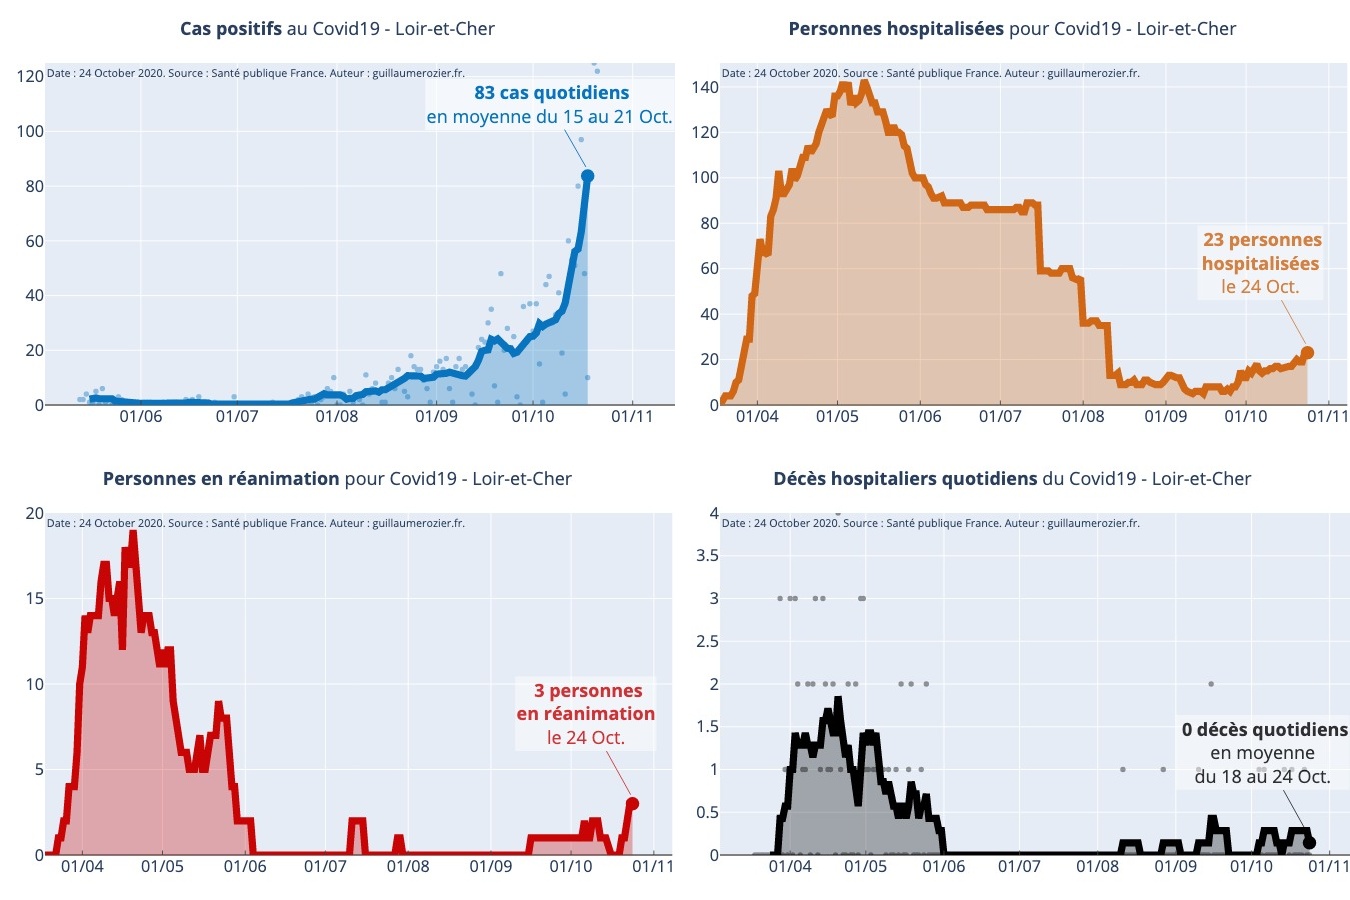 Cas positifs au Covid19 - Loir-et-Cher
Date : 24 October 2020. Source : Santé publique France. Auteur : guillaumerozier.fr.
83 cas quotidiens
en moyenne du 15 au 21 Oct.
120
100
80
60
40
20
0
01/06 01/07 01/08 01/09 01/10 01/11
Personnes hospitalisées pour Covid19 - Loir-et-Cher
Date : 24 October 2020. Source : Santé publique France. Auteur : guillaumerozier.fr.
140
120
100
80
60
40
20
0
23 personnes
hospitalisées
le 24 Oct.
01/04 01/05 01/06 01/07 01/08 01/09 01/10 01/11
Personnes en réanimation pour Covid19 - Loir-et-Cher
Date : 24 October 2020. Source : Santé publique France. Auteur : guillaumerozier.fr.
20
15
10
5
0
3 personnes
en réanimation
le 24 Oct.
01/04 01/05 01/06 01/07 01/08 01/09 01/10 01/11
Décès hospitaliers quotidiens du Covid19 - Loir-et-Cher
Date : 24 October 2020. Source : Santé publique France. Auteur : guillaumerozier.fr.
4
3.5
3
2.5
2
1.5
1
0.5
0
0 décès quotidiens
en moyenne
du 18 au 24 Oct.
01/04 01/05 01/06 01/07 01/08 01/09 01/10 01/11